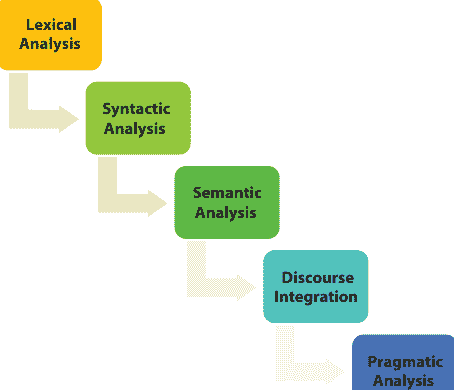 Lexical
Analysis
Syntactic
Analysis
Semantic
Analysis
Discourse
Integration
Pragmatic
Analysis